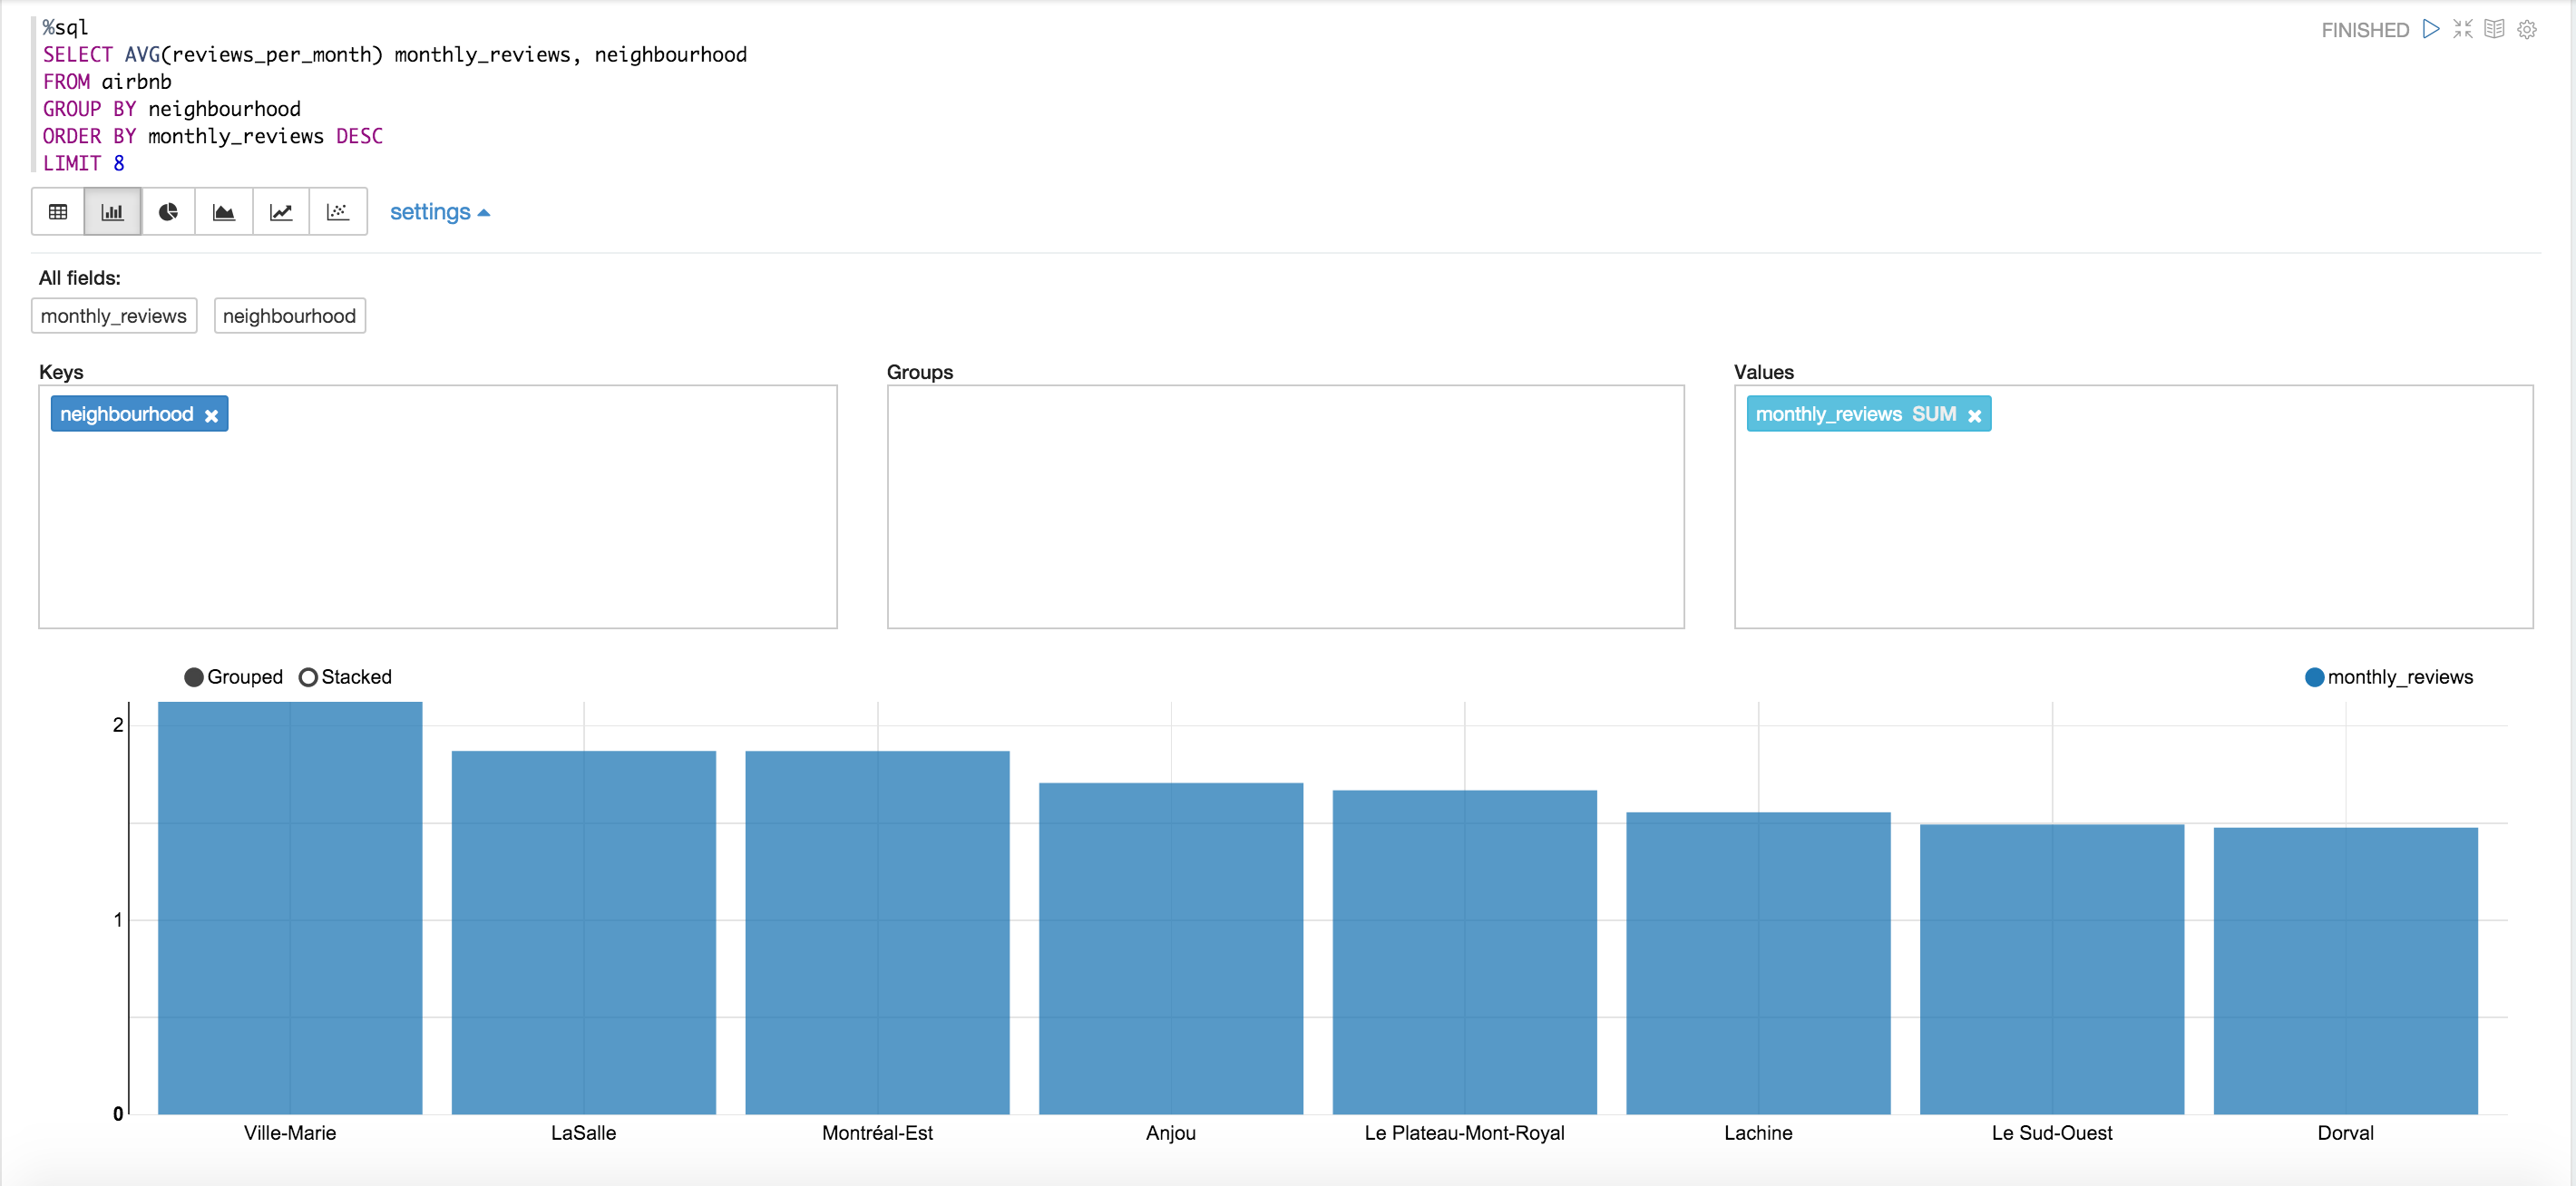 %sql
SELECT AVG(reviews_per_month) monthly_reviews, neighbourhood
FROM airbnb
GROUP BY neighbourhood
ORDER BY monthly_reviews DESC
LIMIT 8
FINISHED
settings
All fields:
monthly_reviews neighbourhood
Keys Groups Values
neighbourhood monthly_reviews SUM
Grouped Stacked monthly_reviews
2
1
0
Ville-Marie LaSalle Montréal-Est Anjou Le Plateau-Mont-Royal Lachine Le Sud-Ouest Dorval